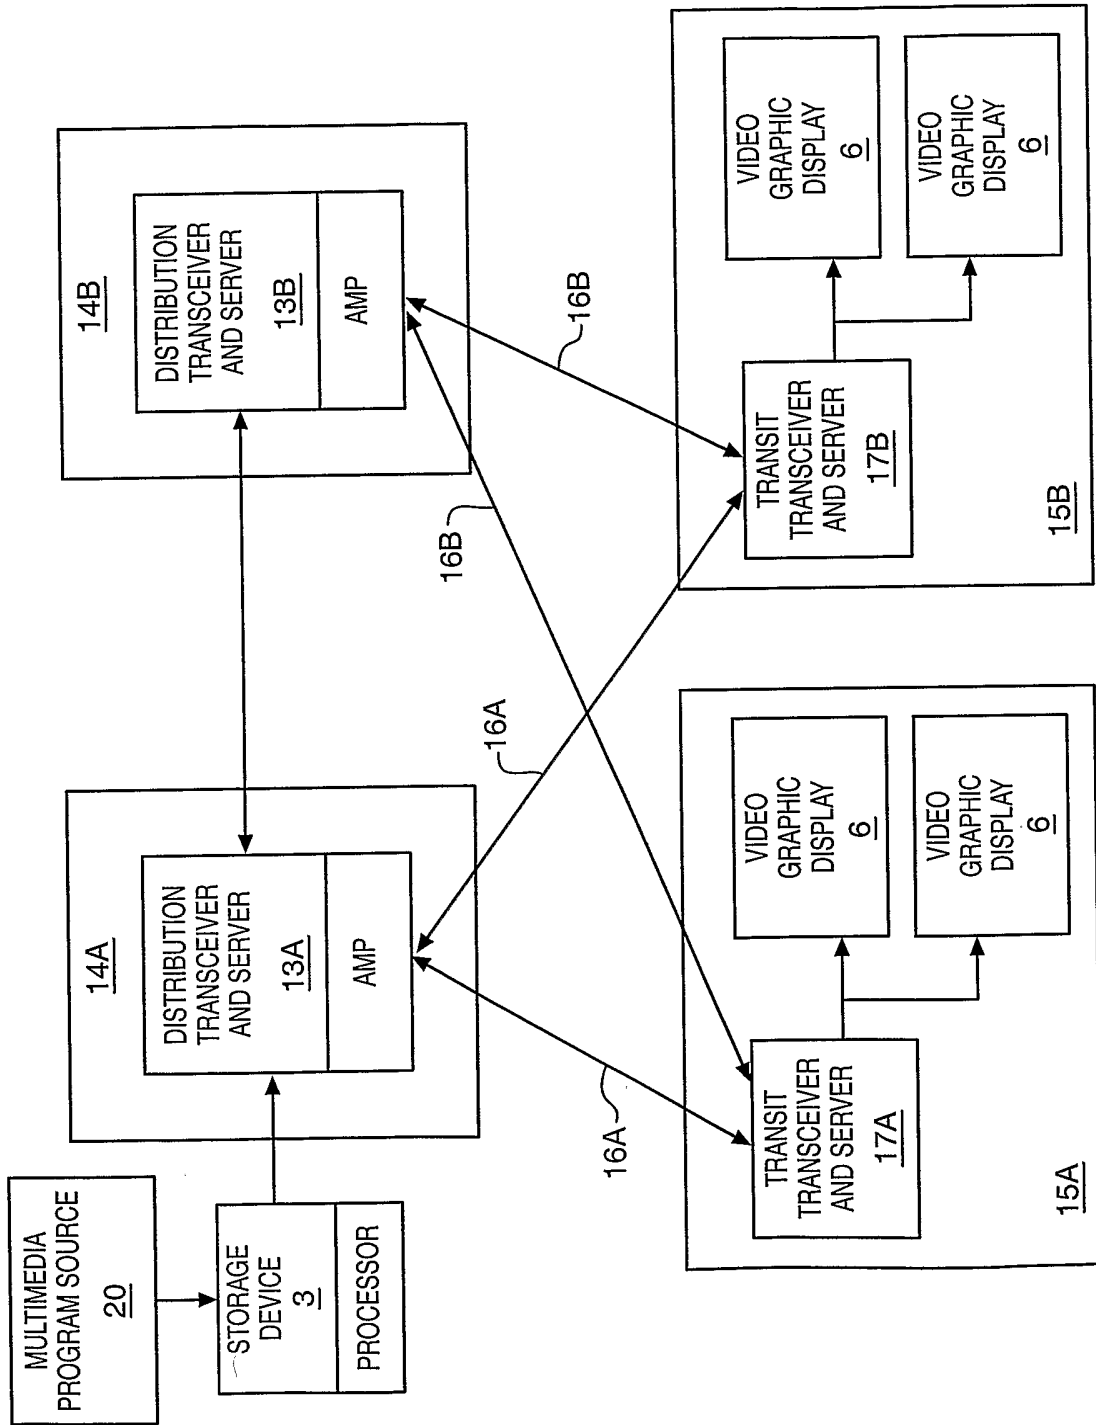 MULTIMEDIA
PROGRAM SOURCE
20
STORAGE
DEVICE
3
PROCESSOR
14A
DISTRIBUTION
TRANSCEIVER
AND SERVER
13A
AMP
14B
DISTRIBUTION
TRANSCEIVER
AND SERVER
13B
AMP
16A
16A
16B
16B
TRANSIT
TRANSCEIVER
AND SERVER
17A
VIDEO
GRAPHIC
DISPLAY
6
VIDEO
GRAPHIC
DISPLAY
6
15A
TRANSIT
TRANSCEIVER
AND SERVER
17B
VIDEO
GRAPHIC
DISPLAY
6
VIDEO
GRAPHIC
DISPLAY
6
15B